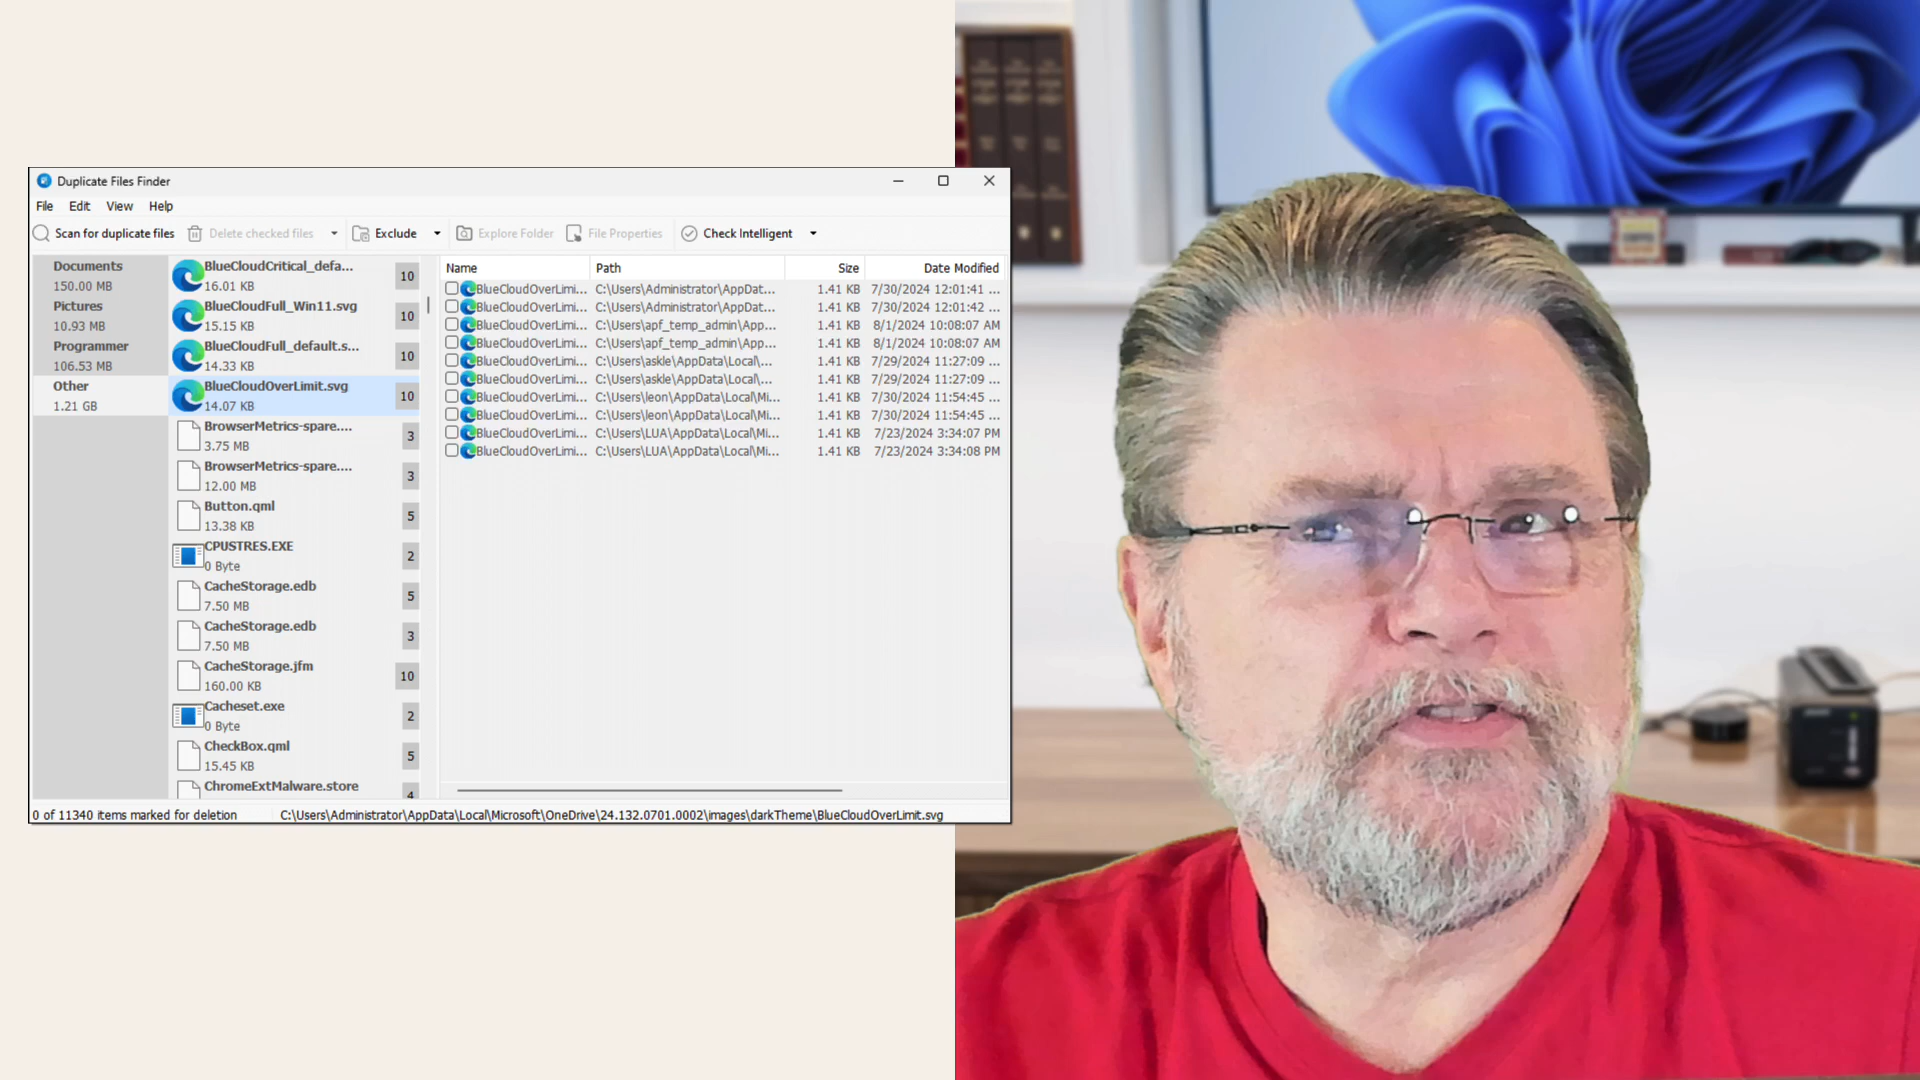 Duplicate Files Finder
File Edit View Help
Scan for duplicate files Delete checked files Exclude Explore Folder File Properties Check Intelligent
Documents
150.00 MB
Pictures
10.93 MB
Programmer
106.53 MB
Other
1.21 GB
BlueCloudCritical_defa... 10
16.01 KB
BlueCloudFull_Win11.svg 10
15.15 KB
BlueCloudFull_default.s... 10
14.33 KB
BlueCloudOverLimit.svg 10
14.07 KB
BrowserMetrics-spare.... 3
3.75 MB
BrowserMetrics-spare.... 3
12.00 MB
Button.qml 5
13.38 KB
CPUSTRES.EXE 2
0 Byte
CacheStorage.edb 5
7.50 MB
CacheStorage.edb 3
7.50 MB
CacheStorage.jfm 10
160.00 KB
Cacheset.exe 2
0 Byte
CheckBox.qml 5
15.45 KB
ChromeExtMalware.store 4
Name Path Size Date Modified
BlueCloudOverLimi... C:\Users\Administrator\AppDat... 1.41 KB 7/30/2024 12:01:41 ...
BlueCloudOverLimi... C:\Users\Administrator\AppDat... 1.41 KB 7/30/2024 12:01:42 ...
BlueCloudOverLimi... C:\Users\apf_temp_admin\App... 1.41 KB 8/1/2024 10:08:07 AM
BlueCloudOverLimi... C:\Users\apf_temp_admin\App... 1.41 KB 8/1/2024 10:08:07 AM
BlueCloudOverLimi... C:\Users\askle\AppData\Local\... 1.41 KB 7/29/2024 11:27:09 ...
BlueCloudOverLimi... C:\Users\askle\AppData\Local\... 1.41 KB 7/29/2024 11:27:09 ...
BlueCloudOverLimi... C:\Users\leon\AppData\Local\Mi... 1.41 KB 7/30/2024 11:54:45 ...
BlueCloudOverLimi... C:\Users\leon\AppData\Local\Mi... 1.41 KB 7/30/2024 11:54:45 ...
BlueCloudOverLimi... C:\Users\LUA\AppData\Local\Mi... 1.41 KB 7/23/2024 3:34:07 PM
BlueCloudOverLimi... C:\Users\LUA\AppData\Local\Mi... 1.41 KB 7/23/2024 3:34:08 PM
0 of 11340 items marked for deletion C:\Users\Administrator\AppData\Local\Microsoft\OneDrive\24.132.0701.0002\images\darkTheme\BlueCloudOverLimit.svg